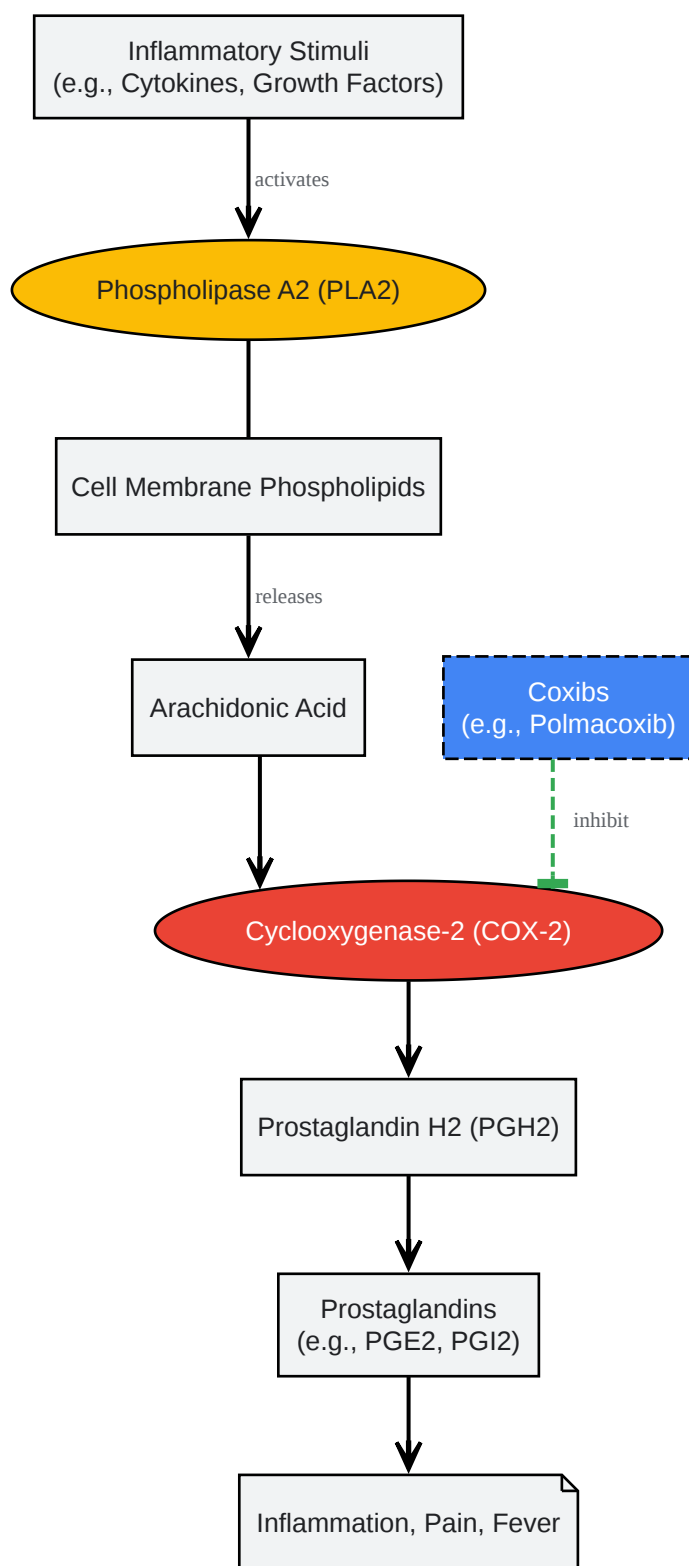 Inflammatory Stimuli
(e.g., Cytokines, Growth Factors)
activates
Phospholipase A2 (PLA2)
Cell Membrane Phospholipids
releases
Arachidonic Acid
Coxibs
(e.g., Polmacoxib)
inhibit
Cyclooxygenase-2 (COX-2)
Prostaglandin H2 (PGH2)
Prostaglandins
(e.g., PGE2, PGI2)
Inflammation, Pain, Fever